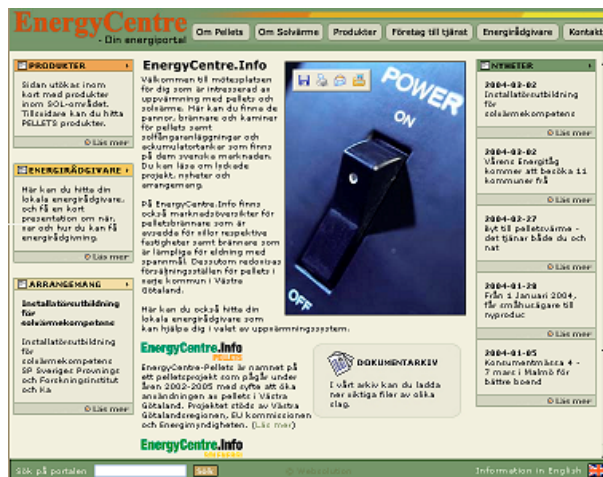 EnergyCentre
- Din energiportal
Om Pellets
Om Solvärme
Produkter
Företag till tjänst
Energirådgivare
Kontakt
PRODUKTER
Sidan utökas inom
kort med produkter
inom SOL-området.
Tillsvidare kan du hitta
PELLETS produkter.
Läs mer
ENERGIRÅDGIVARE
Här kan du hitta din
lokala energirådgivare,
och få en kort
presentation om när,
var och hur du kan få
energirådgivning.
Läs mer
ARRANGEMANG
Installatörsutbildning
för
solvärmekompetens
Installatörsutbildning
för
solvärmekompetens
SP Sveriges Provnings
och Forskningsinstitut
och Ka
Läs mer
EnergyCentre.Info
Välkommen till mötesplatsen
för dig som är intresserad av
uppvärmning med pellets och
solvärme. Här kan du finna de
pannor, brännare och kaminer
för pellets samt
solfångaranläggningar och
ackumulatortankar som finns
på dem svenska marknaden.
Du kan läsa om lyckade
projekt, nyheter och
arrangemang.
På EnergyCentre.Info finns
också marknadsöversikter för
pelletsbrännare som är
avsedda för villor respektive
fastigheter samt brännare som
är lämpliga för eldning med
spannmål. Dessutom redovisas
försäljningsställen för pellets i
varje kommun i Västra
Götaland.
Här kan du också hitta din
lokala energirådgivare som
kan hjälpa dig i valet av uppvärmningssystem.
POWER
ON
OFF
EnergyCentre.Info
PELLETS
EnergyCentre-Pellets är namnet på
ett pelletsprojekt som pågår under
åren 2002-2005 med syfte att öka
användningen av pellets i Västra
Götaland. Projektet stöds av Västra
Götalandsregionen, EU kommissionen
och Energimyndigheten. (Läs mer)
EnergyCentre.Info
DOKUMENTARKIV
I vårt arkiv kan du ladda
ner viktiga filer av olika
slag.
NYHETER
2004-03-02
Installatörsutbildning
för
solvärmekompetens
Läs mer
2004-03-02
Vårens Energitåg
kommer att besöka 11
kommuner frå
Läs mer
2004-02-27
Byt till pelletsvärme -
det tjänar både du och
nat
Läs mer
2004-01-28
Från 1 Januari 2004,
får småhusägare till
nyproduc
Läs mer
2004-01-05
Konsumentmässa 4 -
7 mars i Malmö för
bättre boend
Läs mer
Sök på portalen
Sök
© Websolution
Information in English